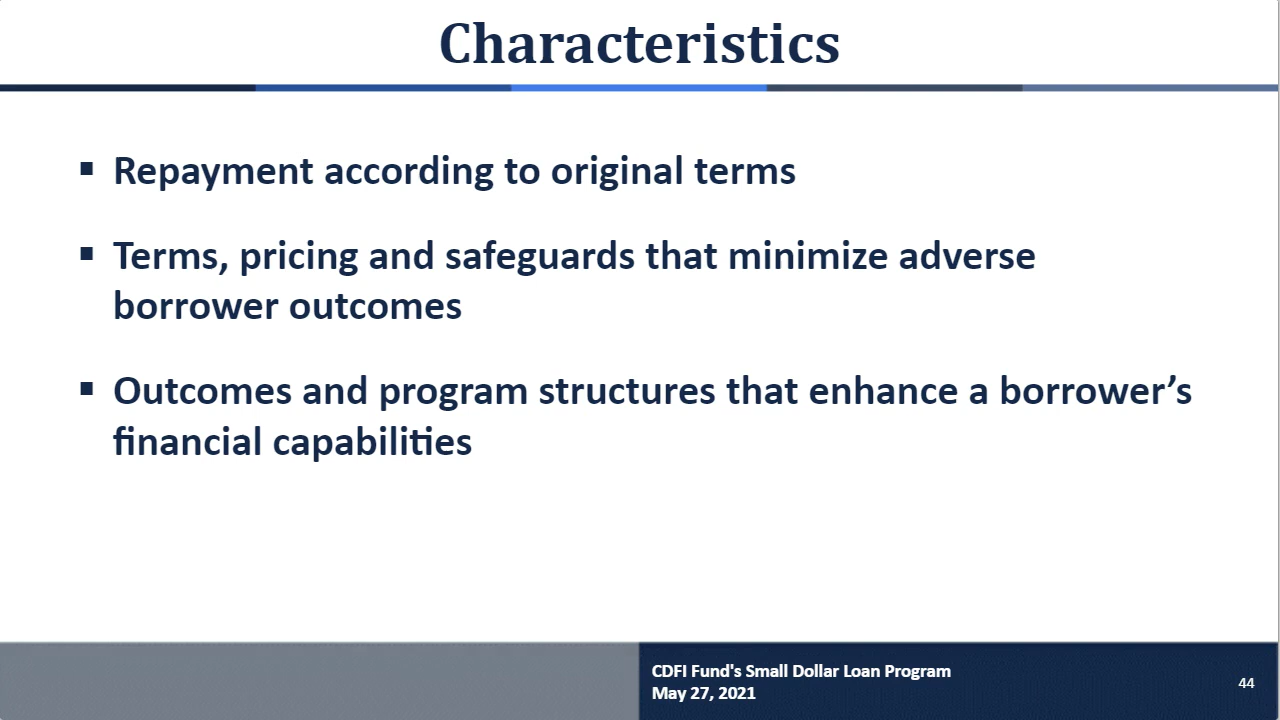 Characteristics
▪ Repayment according to original terms
▪ Terms, pricing and safeguards that minimize adverse
borrower outcomes
▪ Outcomes and program structures that enhance a borrower’s
financial capabilities
CDFI Fund's Small Dollar Loan Program
May 27, 2021
44